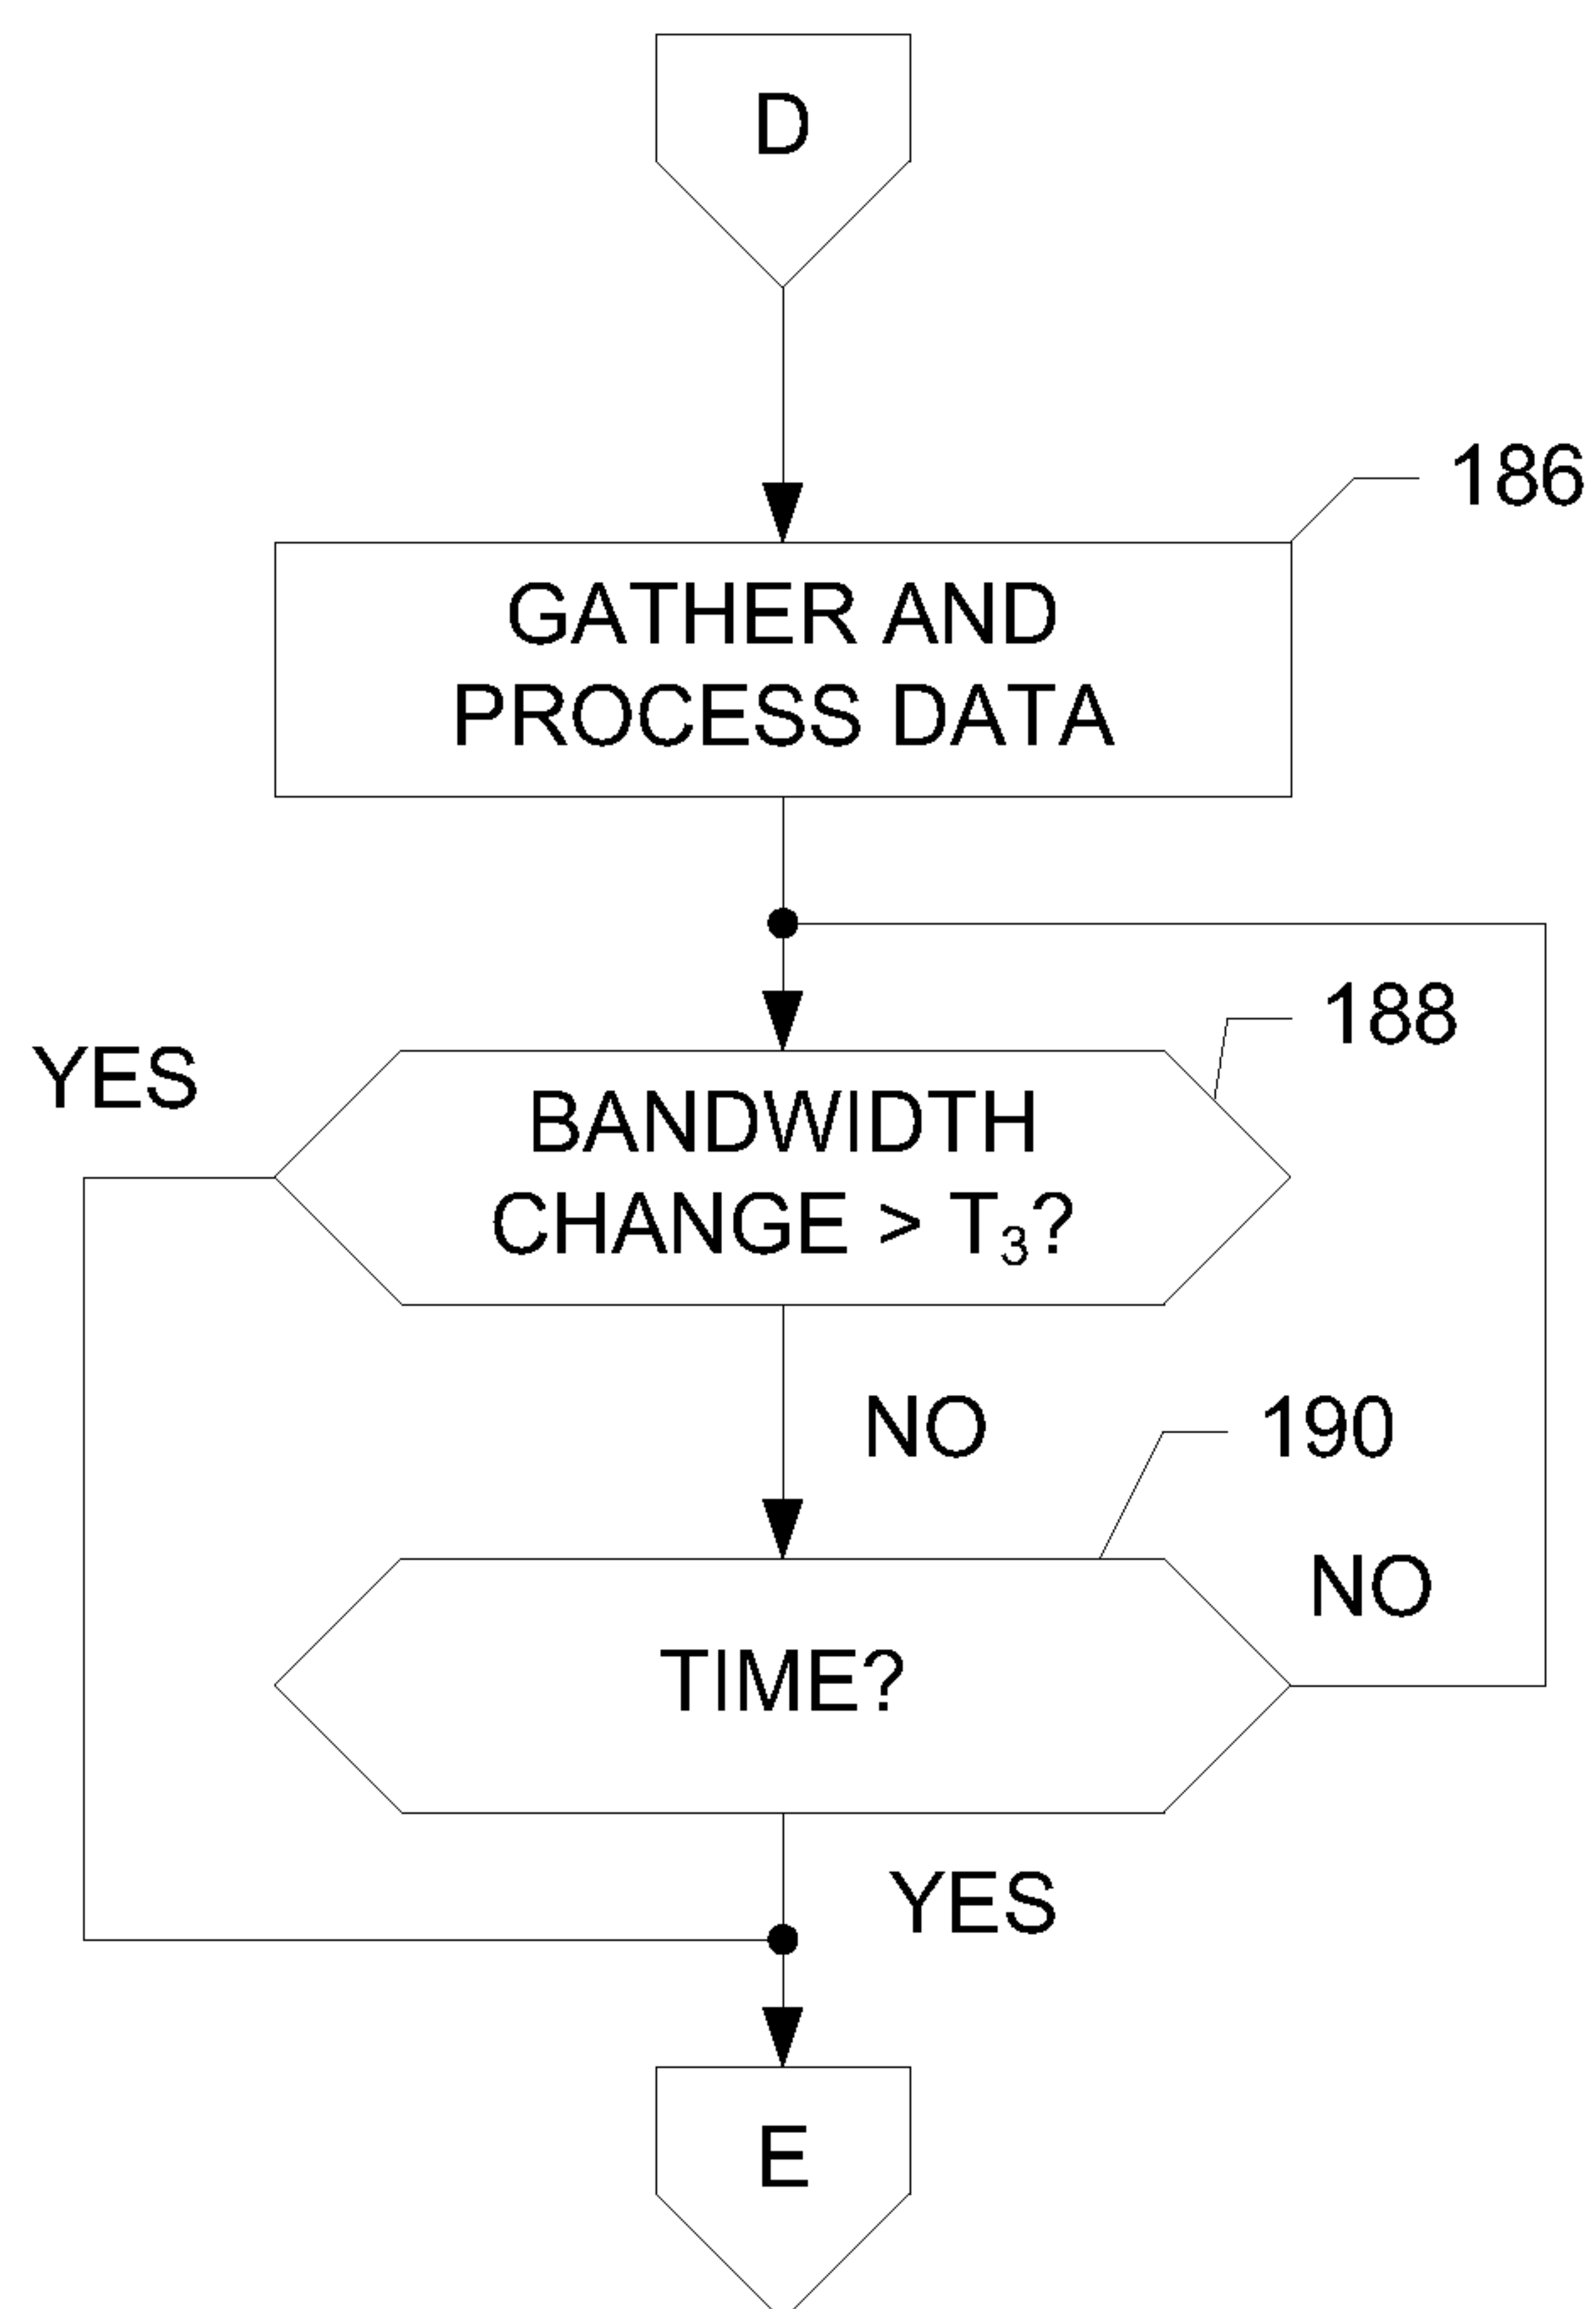 D
186
GATHER AND
PROCESS DATA
188
YES
BANDWIDTH
CHANGE > T₃?
NO
190
NO
TIME?
YES
E